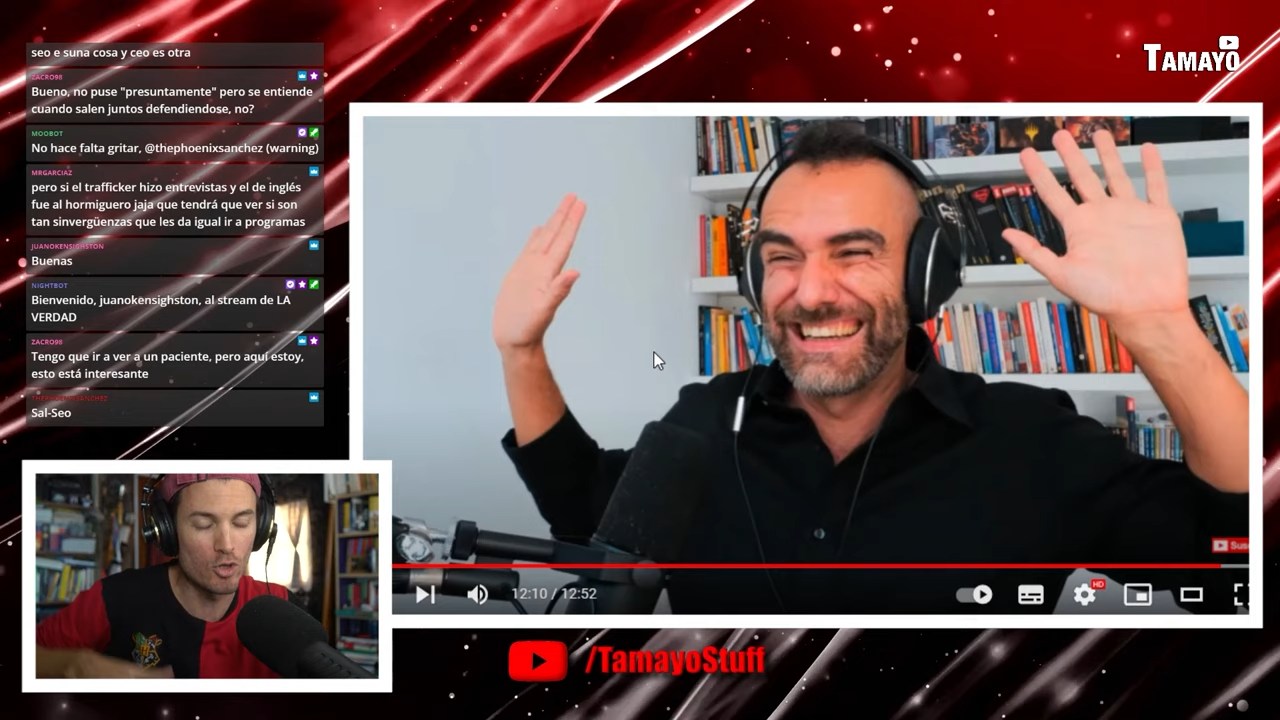 seo e suna cosa y ceo es otra
ZACRO98
Bueno, no puse "presuntamente" pero se entiende
cuando salen juntos defendiendose, no?
MOOBOT
No hace falta gritar, @thephoenixsanchez (warning)
MRGARCIAZ
pero si el trafficker hizo entrevistas y el de inglés
fue al hormiguero jaja que tendrá que ver si son
tan sinvergüenzas que les da igual ir a programas
JUANOKENSIGHSTON
Buenas
NIGHTBOT
Bienvenido, juanokensighston, al stream de LA
VERDAD
ZACRO98
Tengo que ir a ver a un paciente, pero aquí estoy,
esto está interesante
THEPHOENIXSANCHEZ
Sal-Seo
TAMAYO
12:10 / 12:52
HD
/TamayoStuff